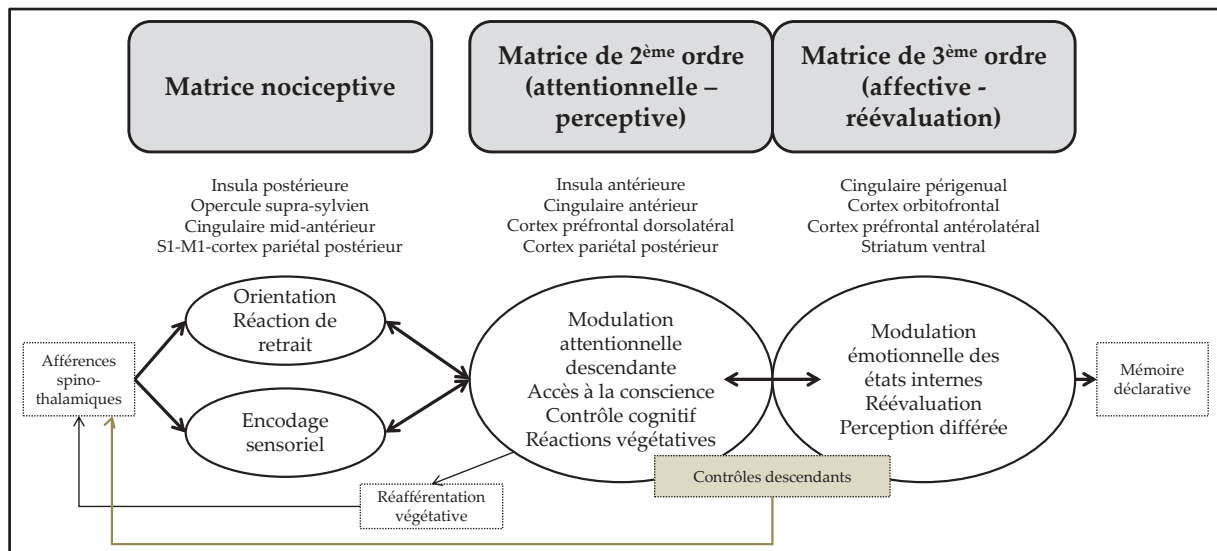 Matrice nociceptive
Matrice de 2ème ordre
(attentionnelle –
perceptive)
Matrice de 3ème ordre
(affective -
réévaluation)
Insula postérieure
Opercule supra-sylvien
Cingulaire mid-antérieur
S1-M1-cortex pariétal postérieur
Insula antérieure
Cingulaire antérieur
Cortex préfrontal dorsolatéral
Cortex pariétal postérieur
Cingulaire périgenual
Cortex orbitofrontal
Cortex préfrontal antérolatéral
Striatum ventral
Afférences
spino-
thalamiques
Orientation
Réaction de
retrait
Encodage
sensoriel
Modulation
attentionnelle
descendante
Accès à la conscience
Contrôle cognitif
Réactions végétatives
Modulation
émotionnelle des
états internes
Réévaluation
Perception différée
Mémoire
déclarative
Contrôles descendants
Réafférentation
végétative